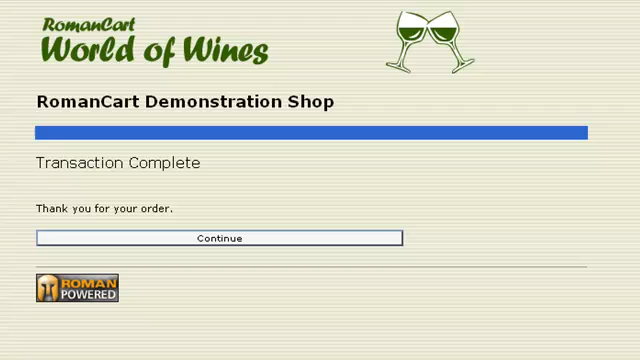 RomanCart
World of Wines
RomanCart Demonstration Shop
Transaction Complete
Thank you for your order.
Continue
ROMAN
POWERED